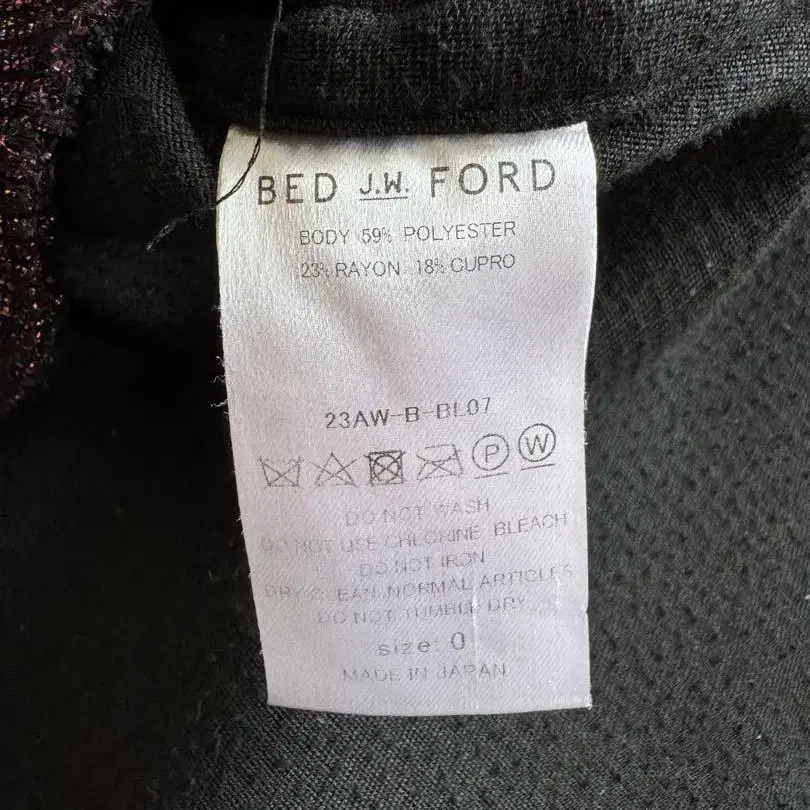 BED J.W. FORD
BODY 59% POLYESTER
23% RAYON 18% CUPRO
23AW-B-BL07
P W
DO NOT WASH
DO NOT USE CHLORINE BLEACH
DO NOT IRON
DRY CLEAN NORMAL ARTICLES
DO NOT TUMBLE DRY
size: 0
MADE IN JAPAN